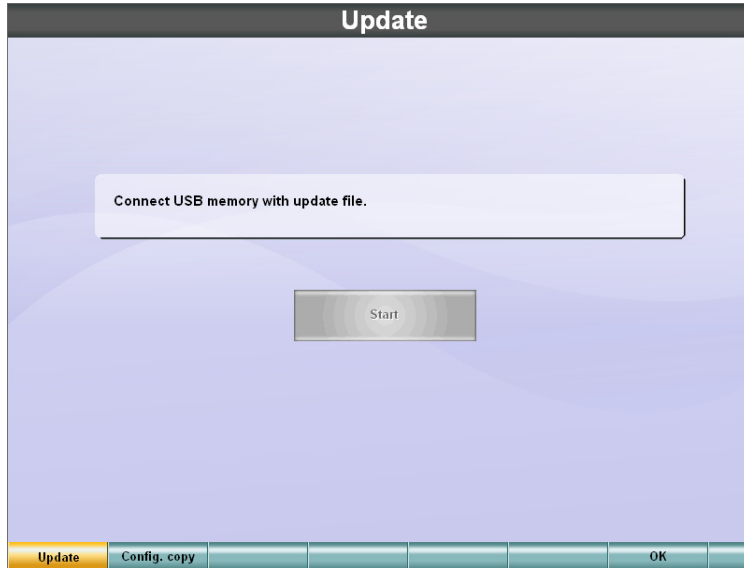 Update
Connect USB memory with update file.
Start
Update Config. copy OK